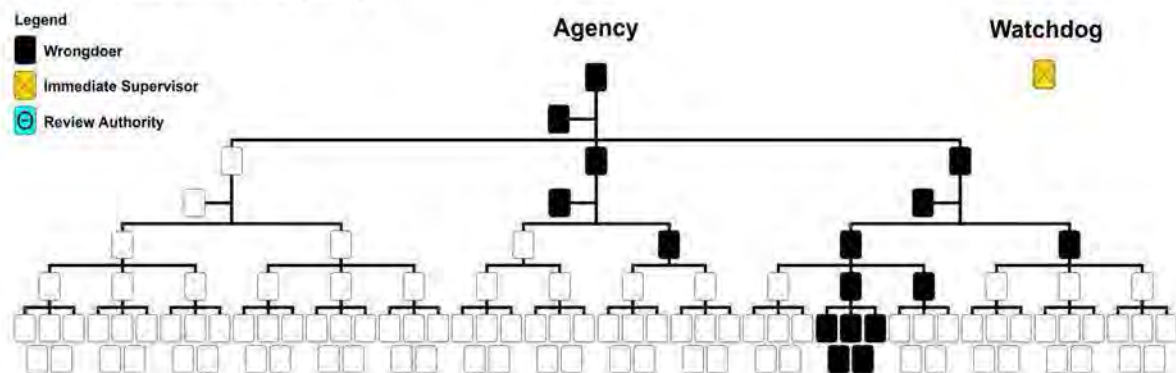 Legend
Wrongdoer
Immediate Supervisor
Review Authority
Agency
Watchdog